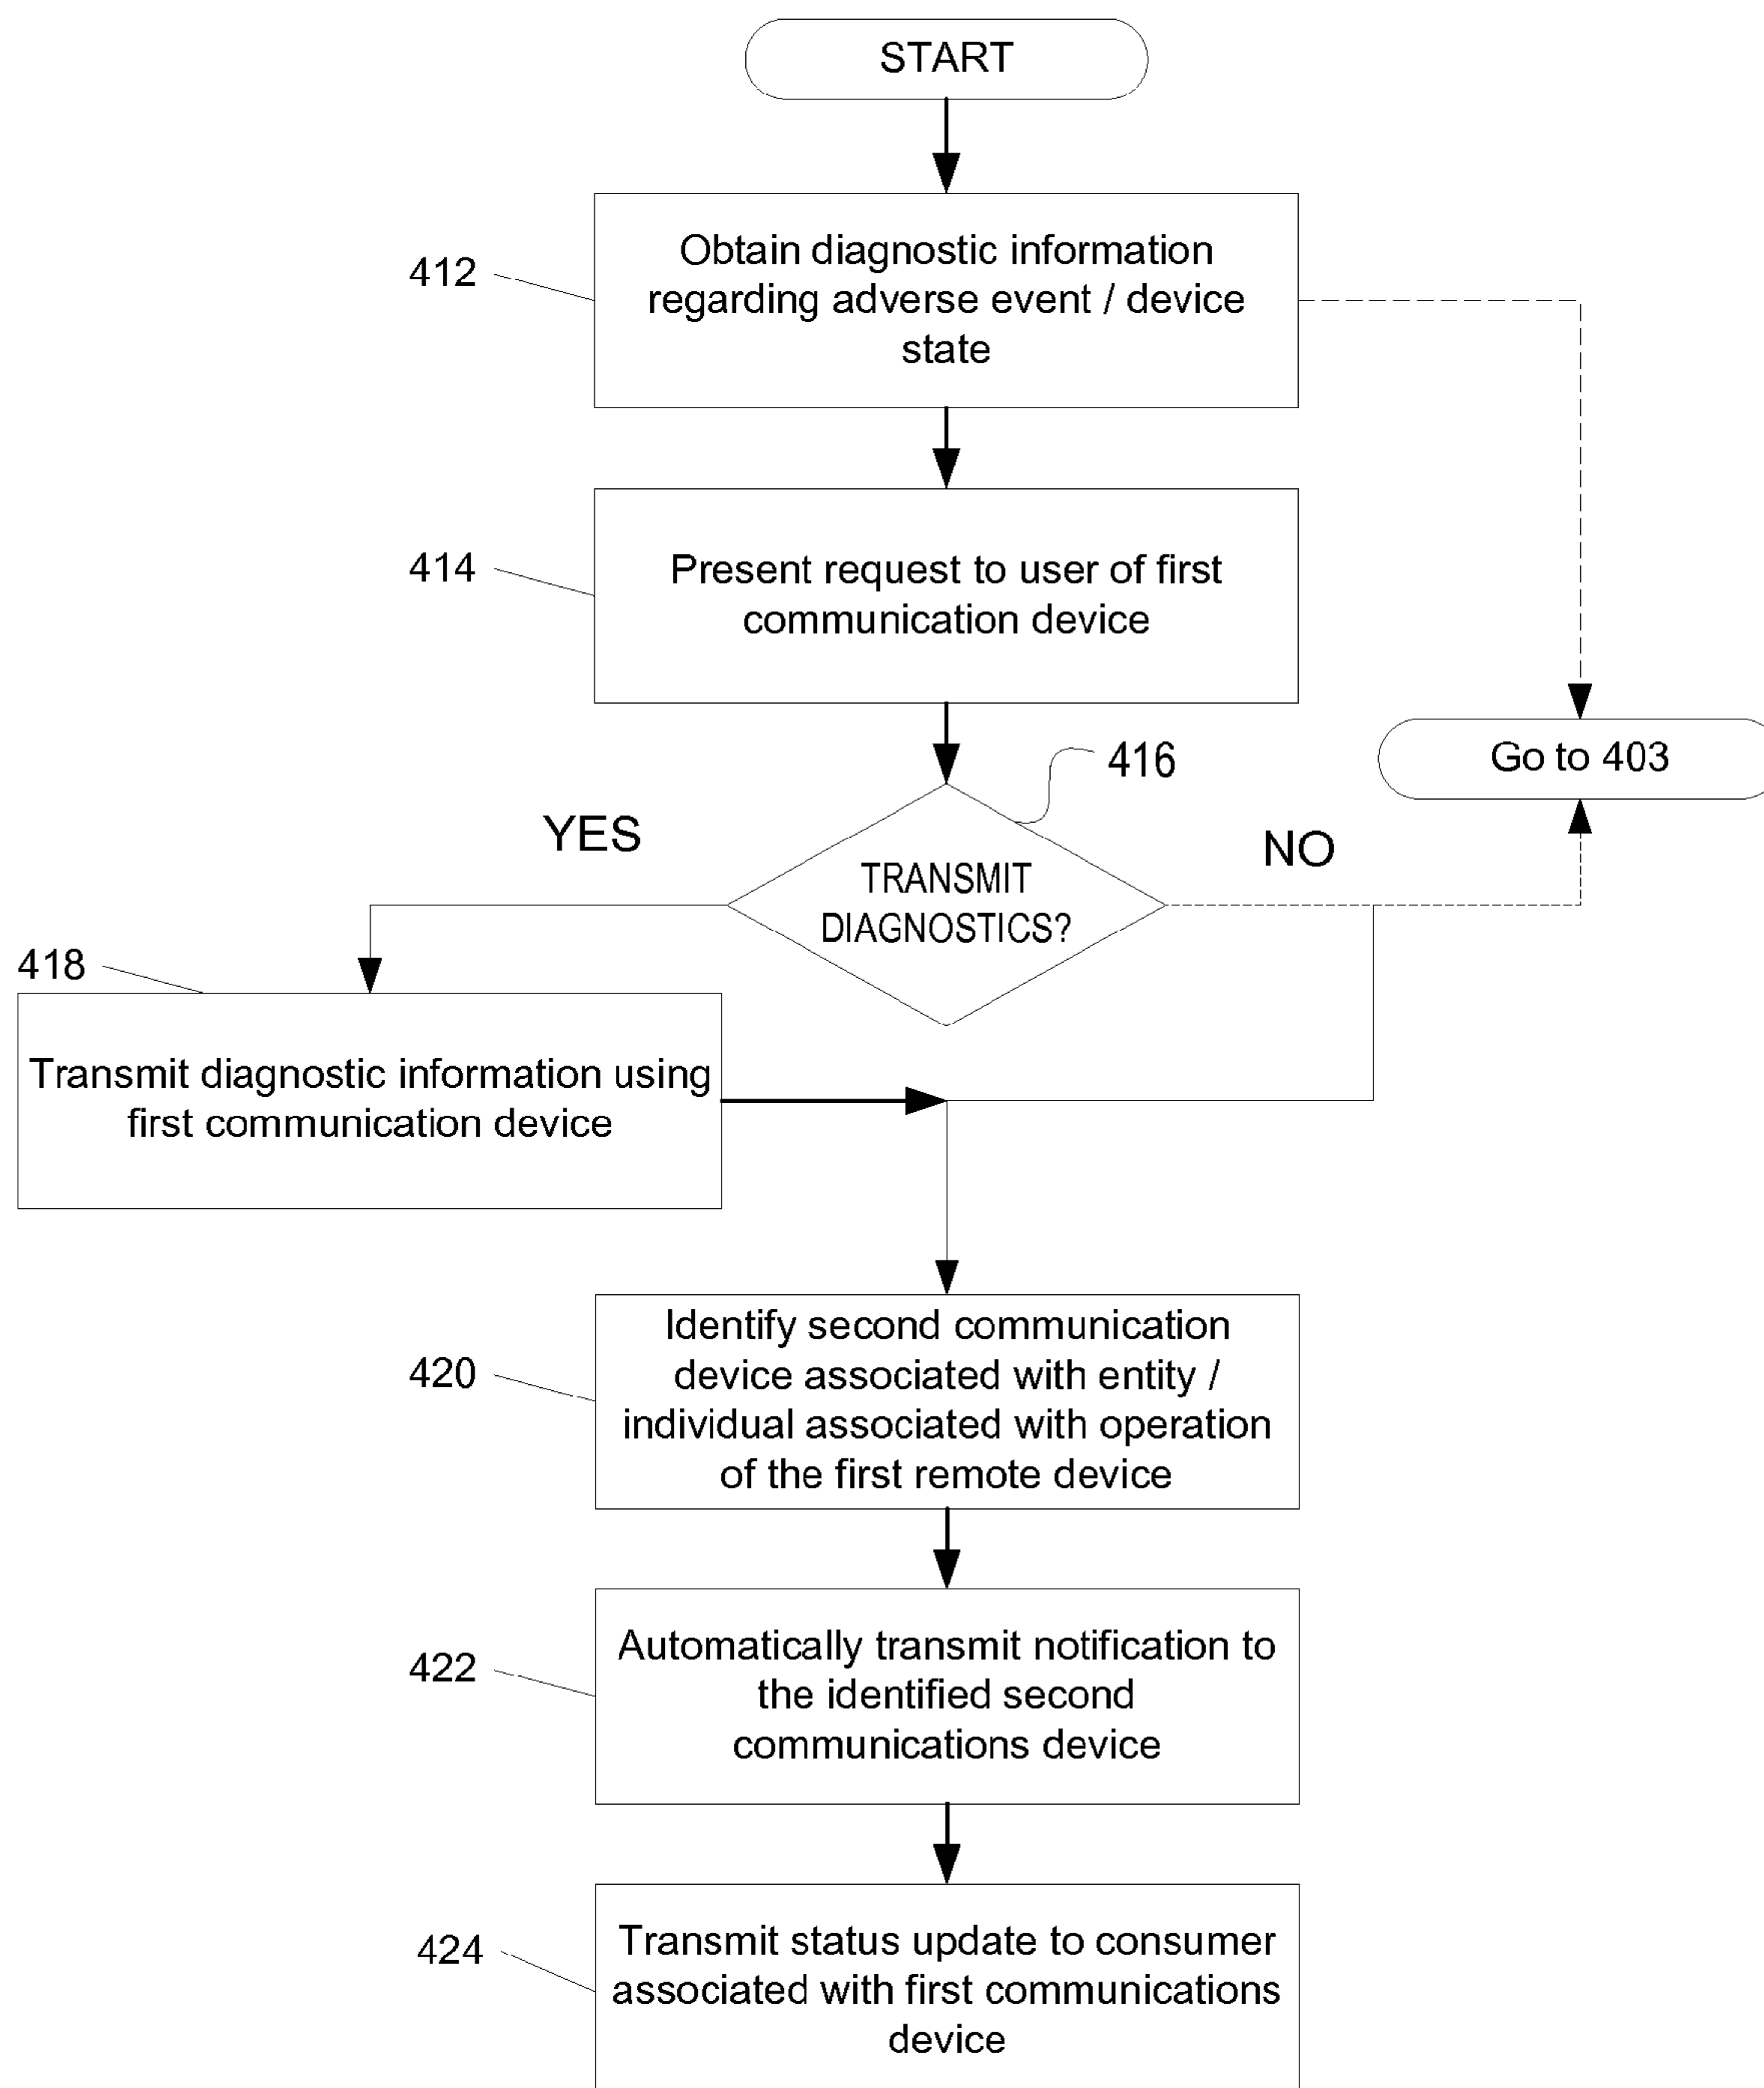 START
412
Obtain diagnostic information
regarding adverse event / device
state
414
Present request to user of first
communication device
416
Go to 403
YES
NO
TRANSMIT
DIAGNOSTICS?
418
Transmit diagnostic information using
first communication device
420
Identify second communication
device associated with entity /
individual associated with operation
of the first remote device
422
Automatically transmit notification to
the identified second
communications device
424
Transmit status update to consumer
associated with first communications
device